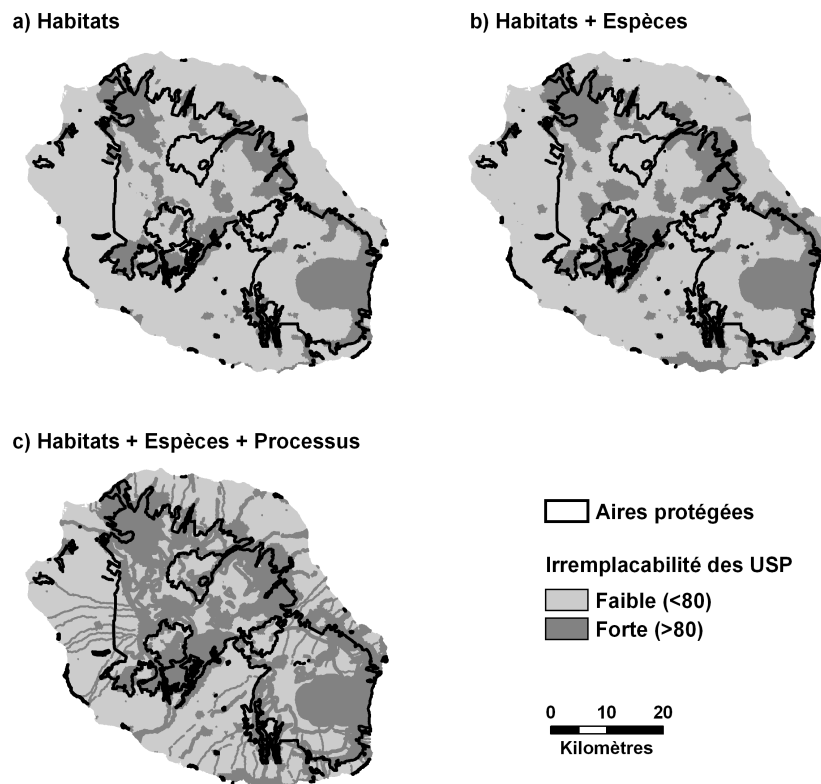 a) Habitats
b) Habitats + Espèces
c) Habitats + Espèces + Processus
Aires protégées
Irremplacabilité des USP
Faible (<80)
Forte (>80)
0 10 20
Kilomètres